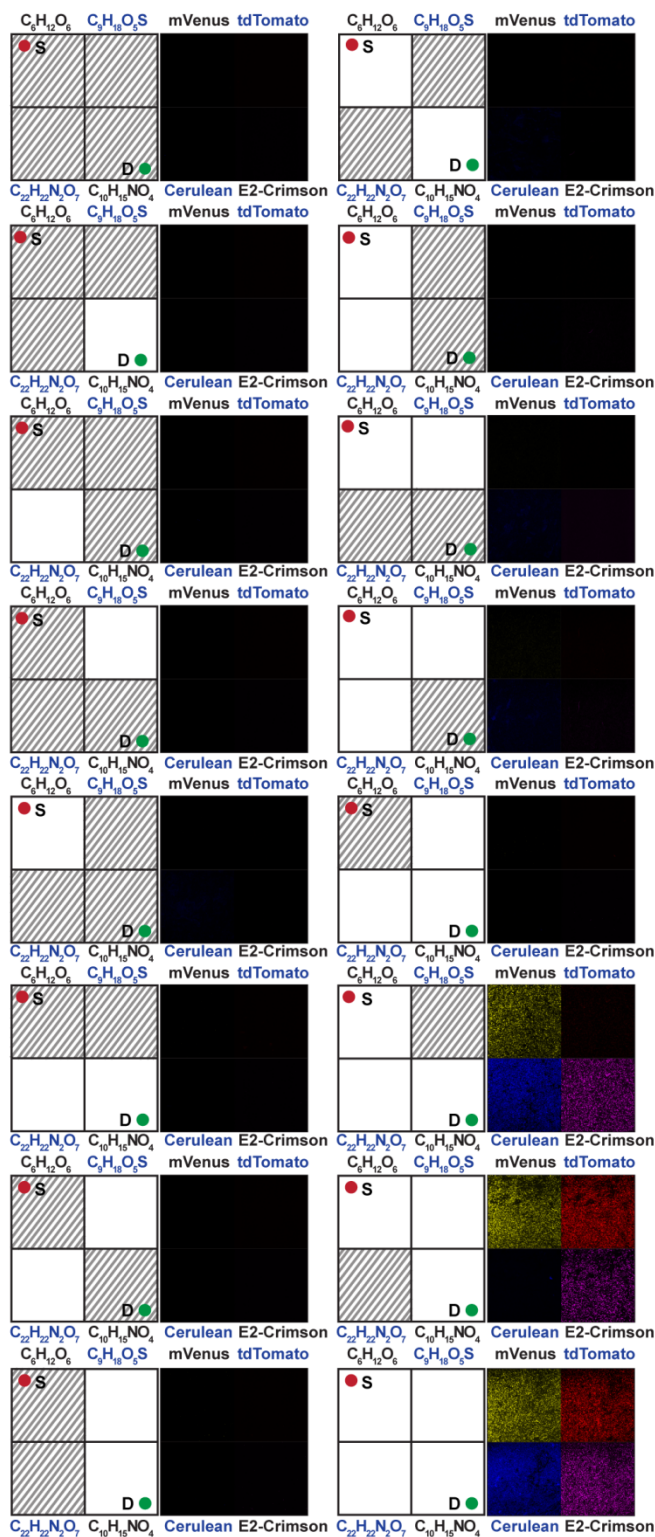 C₆H₁₂O₆ C₉H₁₈O₅S mVenus tdTomato C₆H₁₂O₆ C₉H₁₈O₅S mVenus tdTomato
S S
D D
C₂₂H₂₂N₂O₇ C₁₀H₁₅NO₄ Cerulean E2-Crimson C₂₂H₂₂N₂O₇ C₁₀H₁₅NO₄ Cerulean E2-Crimson
C₆H₁₂O₆ C₉H₁₈O₅S mVenus tdTomato C₆H₁₂O₆ C₉H₁₈O₅S mVenus tdTomato
S S
D D
C₂₂H₂₂N₂O₇ C₁₀H₁₅NO₄ Cerulean E2-Crimson C₂₂H₂₂N₂O₇ C₁₀H₁₅NO₄ Cerulean E2-Crimson
C₆H₁₂O₆ C₉H₁₈O₅S mVenus tdTomato C₆H₁₂O₆ C₉H₁₈O₅S mVenus tdTomato
S S
D D
C₂₂H₂₂N₂O₇ C₁₀H₁₅NO₄ Cerulean E2-Crimson C₂₂H₂₂N₂O₇ C₁₀H₁₅NO₄ Cerulean E2-Crimson
C₆H₁₂O₆ C₉H₁₈O₅S mVenus tdTomato C₆H₁₂O₆ C₉H₁₈O₅S mVenus tdTomato
S S
D D
C₂₂H₂₂N₂O₇ C₁₀H₁₅NO₄ Cerulean E2-Crimson C₂₂H₂₂N₂O₇ C₁₀H₁₅NO₄ Cerulean E2-Crimson
C₆H₁₂O₆ C₉H₁₈O₅S mVenus tdTomato C₆H₁₂O₆ C₉H₁₈O₅S mVenus tdTomato
S S
D D
C₂₂H₂₂N₂O₇ C₁₀H₁₅NO₄ Cerulean E2-Crimson C₂₂H₂₂N₂O₇ C₁₀H₁₅NO₄ Cerulean E2-Crimson
C₆H₁₂O₆ C₉H₁₈O₅S mVenus tdTomato C₆H₁₂O₆ C₉H₁₈O₅S mVenus tdTomato
S S
D D
C₂₂H₂₂N₂O₇ C₁₀H₁₅NO₄ Cerulean E2-Crimson C₂₂H₂₂N₂O₇ C₁₀H₁₅NO₄ Cerulean E2-Crimson
C₆H₁₂O₆ C₉H₁₈O₅S mVenus tdTomato C₆H₁₂O₆ C₉H₁₈O₅S mVenus tdTomato
S S
D D
C₂₂H₂₂N₂O₇ C₁₀H₁₅NO₄ Cerulean E2-Crimson C₂₂H₂₂N₂O₇ C₁₀H₁₅NO₄ Cerulean E2-Crimson
C₆H₁₂O₆ C₉H₁₈O₅S mVenus tdTomato C₆H₁₂O₆ C₉H₁₈O₅S mVenus tdTomato
S S
D D
C₂₂H₂₂N₂O₇ C₁₀H₁₅NO₄ Cerulean E2-Crimson C₂₂H₂₂N₂O₇ C₁₀H₁₅NO₄ Cerulean E2-Crimson